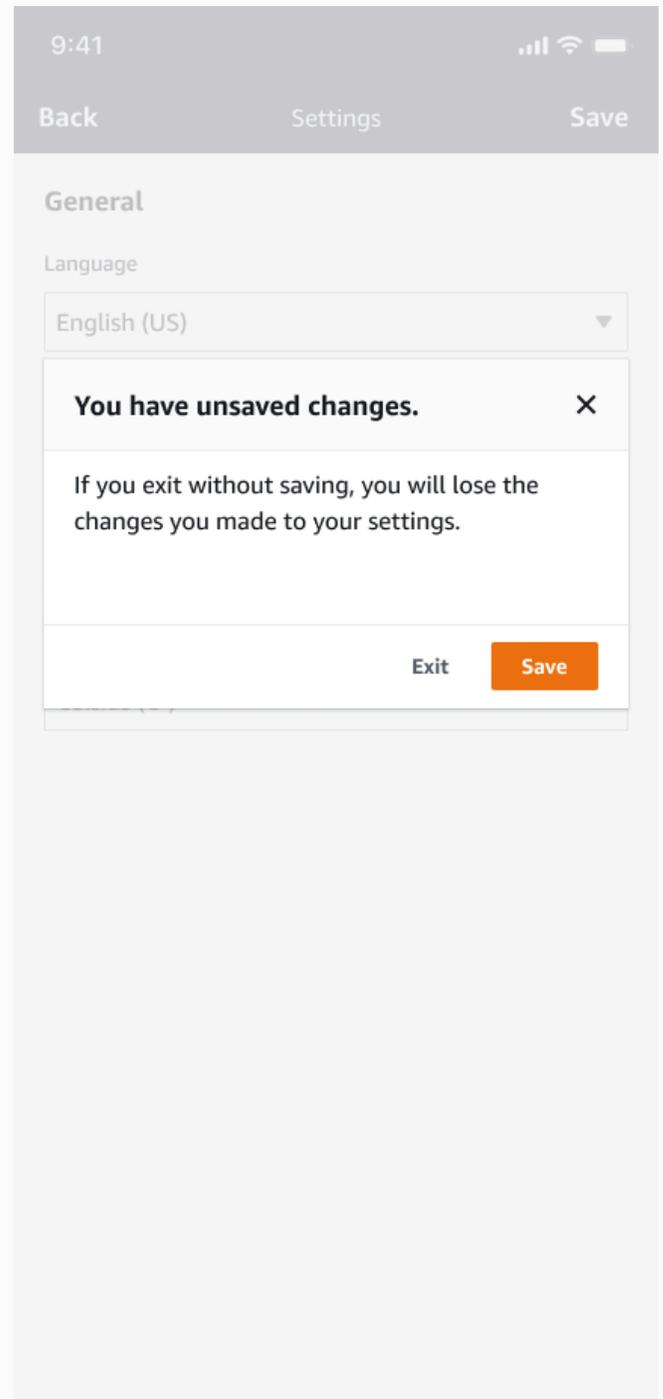 9:41
Back Settings Save
General
Language
English (US)
You have unsaved changes.
If you exit without saving, you will lose the
changes you made to your settings.
Exit Save